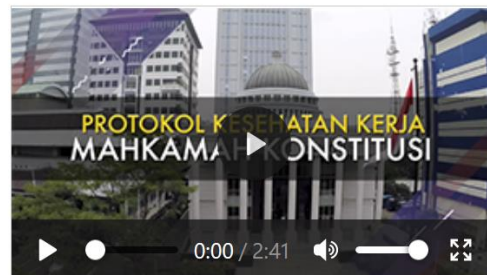 PROTOKOL KESEHATAN KERJA
MAHKAMAH KONSTITUSI
0:00 / 2:41